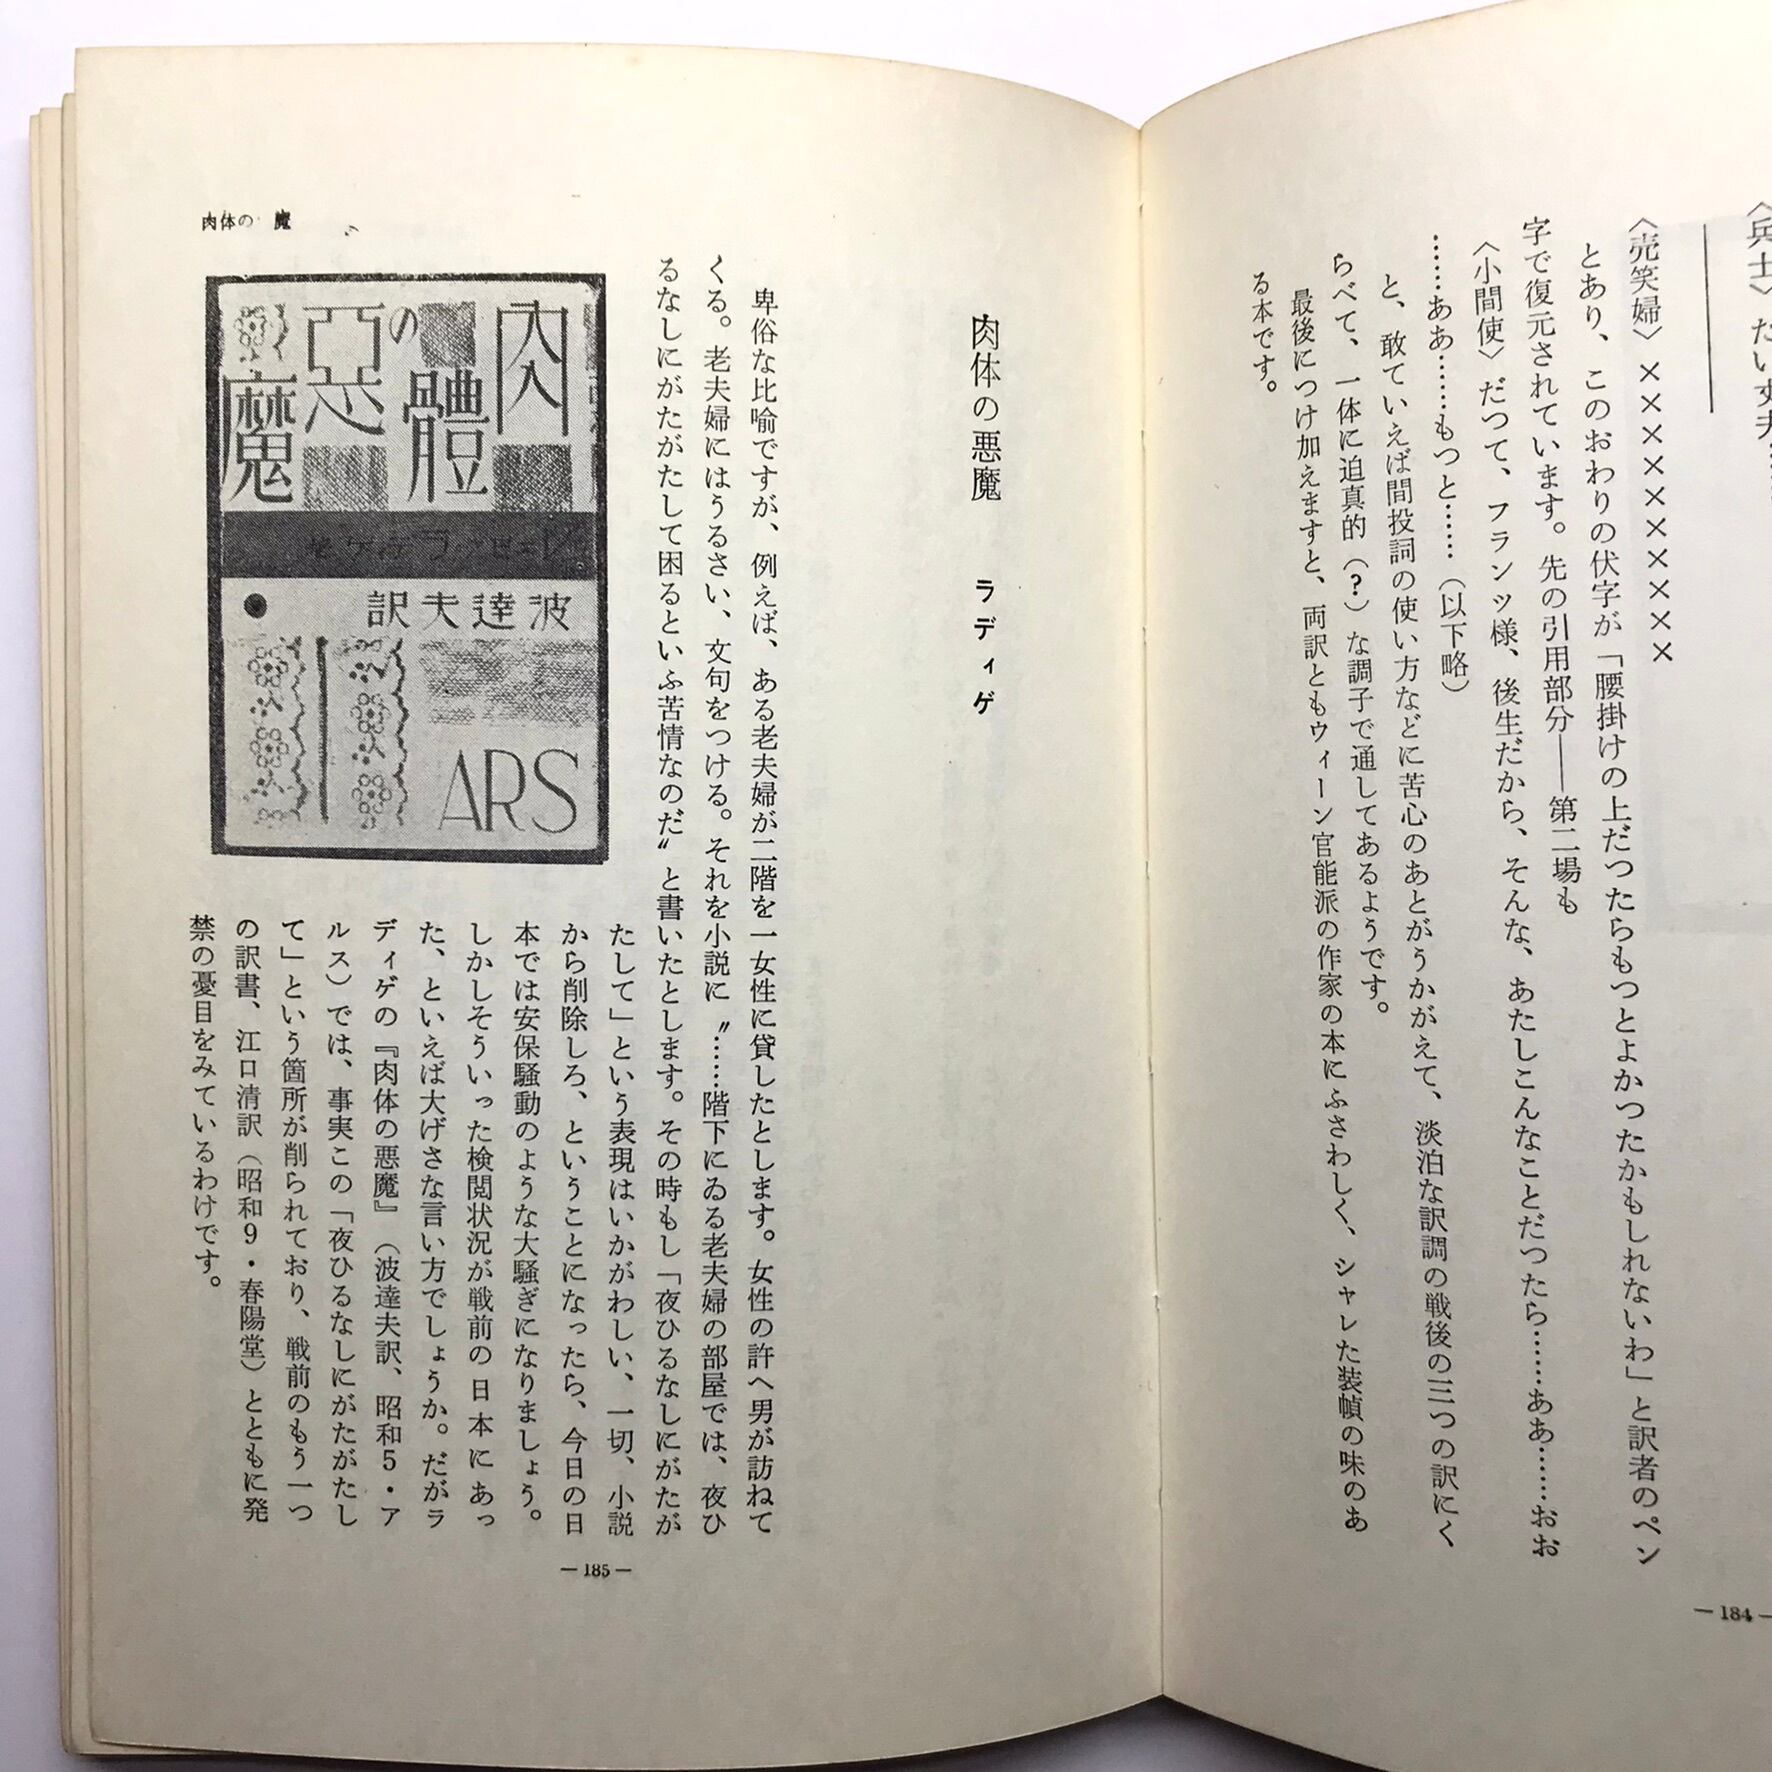 〈兵士〉だい丈夫……
〈売笑婦〉××××××××××
とあり、このおわりの伏字が「腰掛けの上だつたらもつとよかつたかもしれないわ」と訳者のペン
字で復元されています。先の引用部分——第二場も
〈小間使〉だつて、フランツ様、後生だから、そんな、あたしこんなことだつたら……ああ……おお
……ああ……もつと……（以下略）
と、敢ていえば間投詞の使い方などに苦心のあとがうかがえて、淡泊な訳調の戦後の三つの訳にく
らべて、一体に迫真的（？）な調子で通してあるようです。
最後につけ加えますと、両訳ともウィーン官能派の作家の本にふさわしく、シャレた装幀の味のあ
る本です。
— 184 —
肉体の悪魔　ラディゲ
卑俗な比喩ですが、例えば、ある老夫婦が二階を一女性に貸したとします。女性の許へ男が訪ねて
くる。老夫婦にはうるさい、文句をつける。それを小説に〝……階下にゐる老夫婦の部屋では、夜ひ
るなしにがたがたして困るといふ苦情なのだ〟と書いたとします。その時もし「夜ひるなしにがたが
たして」という表現はいかがわしい、一切、小説
から削除しろ、ということになったら、今日の日
本では安保騒動のような大騒ぎになりましょう。
しかしそういった検閲状況が戦前の日本にあっ
た、といえば大げさな言い方でしょうか。だがラ
ディゲの『肉体の悪魔』（波達夫訳、昭和5・ア
ルス）では、事実この「夜ひるなしにがたがたし
て」という箇所が削られており、戦前のもう一つ
の訳書、江口清訳（昭和9・春陽堂）とともに発
禁の憂目をみているわけです。
肉體の惡魔
波達夫訳
ARS
肉体の 魔
— 185 —